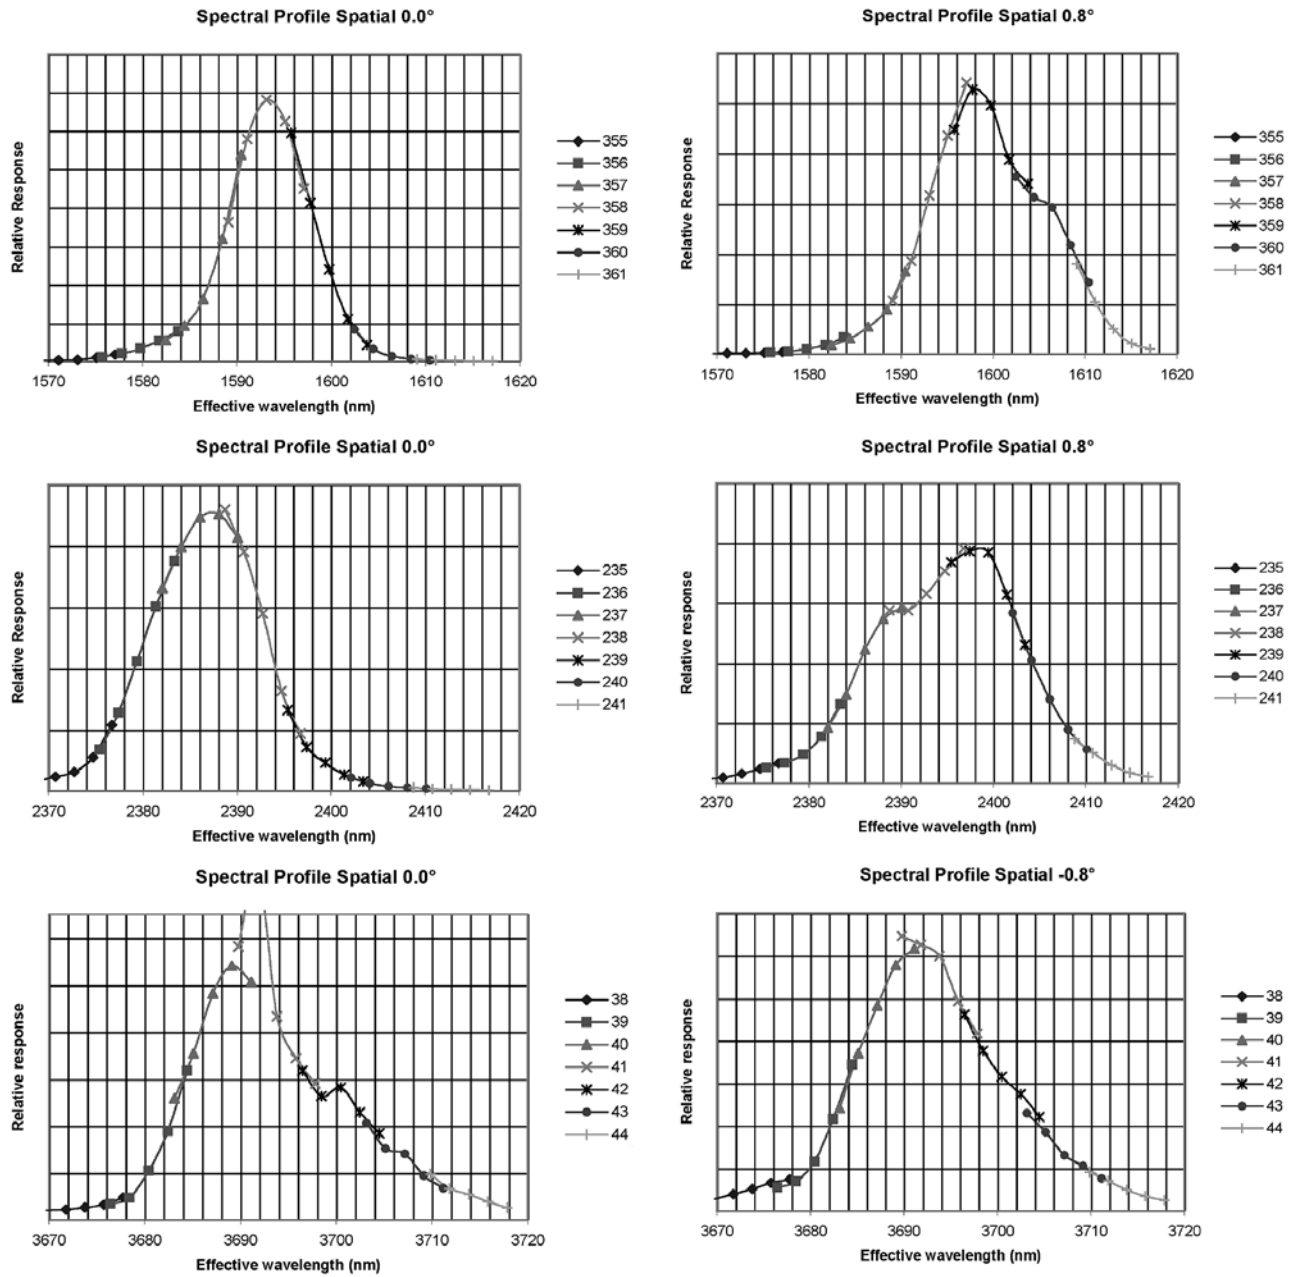 Spectral Profile Spatial 0.0°
Relative Response
355
356
357
358
359
360
361
1570 1580 1590 1600 1610 1620
Effective wavelength (nm)
Spectral Profile Spatial 0.8°
Relative Response
355
356
357
358
359
360
361
1570 1580 1590 1600 1610 1620
Effective wavelength (nm)
Spectral Profile Spatial 0.0°
Relative Response
235
236
237
238
239
240
241
2370 2380 2390 2400 2410 2420
Effective wavelength (nm)
Spectral Profile Spatial 0.8°
Relative response
235
236
237
238
239
240
241
2370 2380 2390 2400 2410 2420
Effective wavelength (nm)
Spectral Profile Spatial 0.0°
Relative response
38
39
40
41
42
43
44
3670 3680 3690 3700 3710 3720
Effective wavelength (nm)
Spectral Profile Spatial -0.8°
Relative response
38
39
40
41
42
43
44
3670 3680 3690 3700 3710 3720
Effective wavelength (nm)